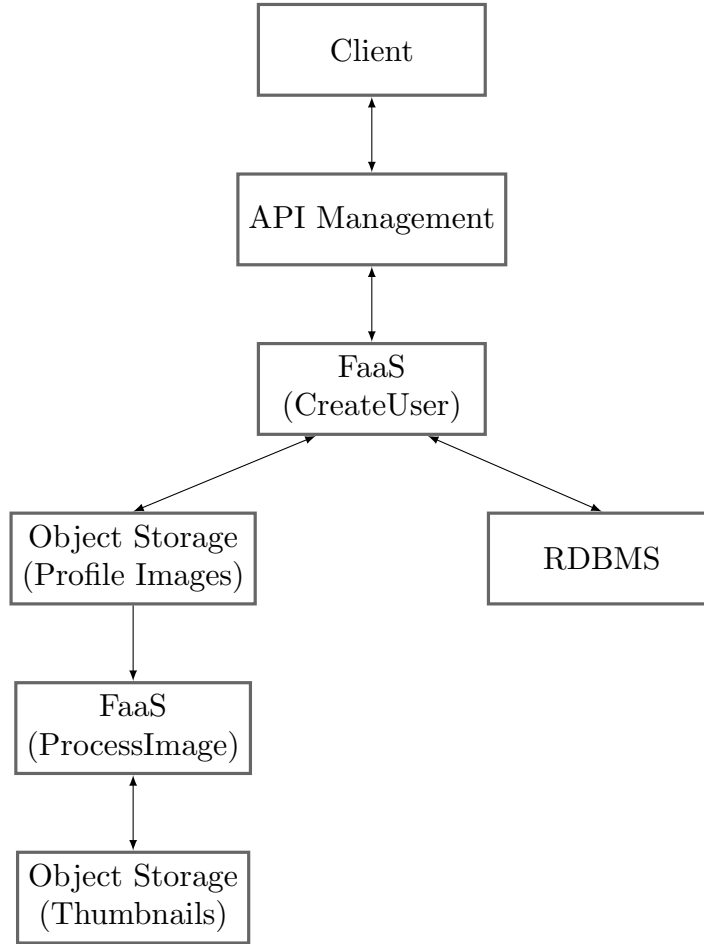 Client
API Management
FaaS
(CreateUser)
Object Storage
(Profile Images)
RDBMS
FaaS
(ProcessImage)
Object Storage
(Thumbnails)